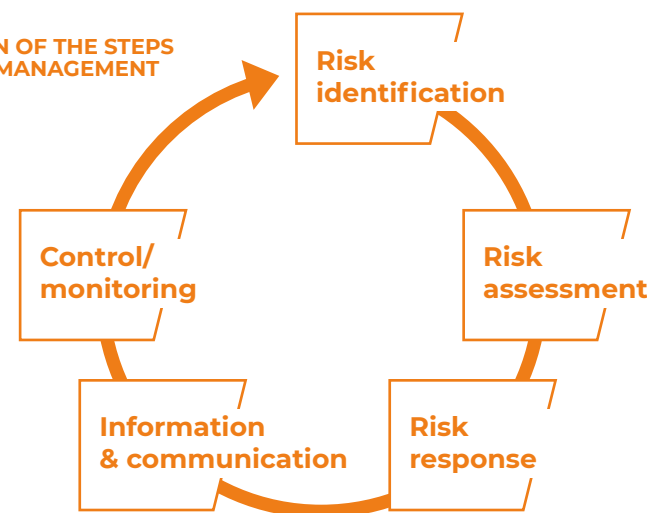 OF THE STEPS
MANAGEMENT
Risk
identification
Control/
monitoring
Risk
assessment
Information
& communication
Risk
response